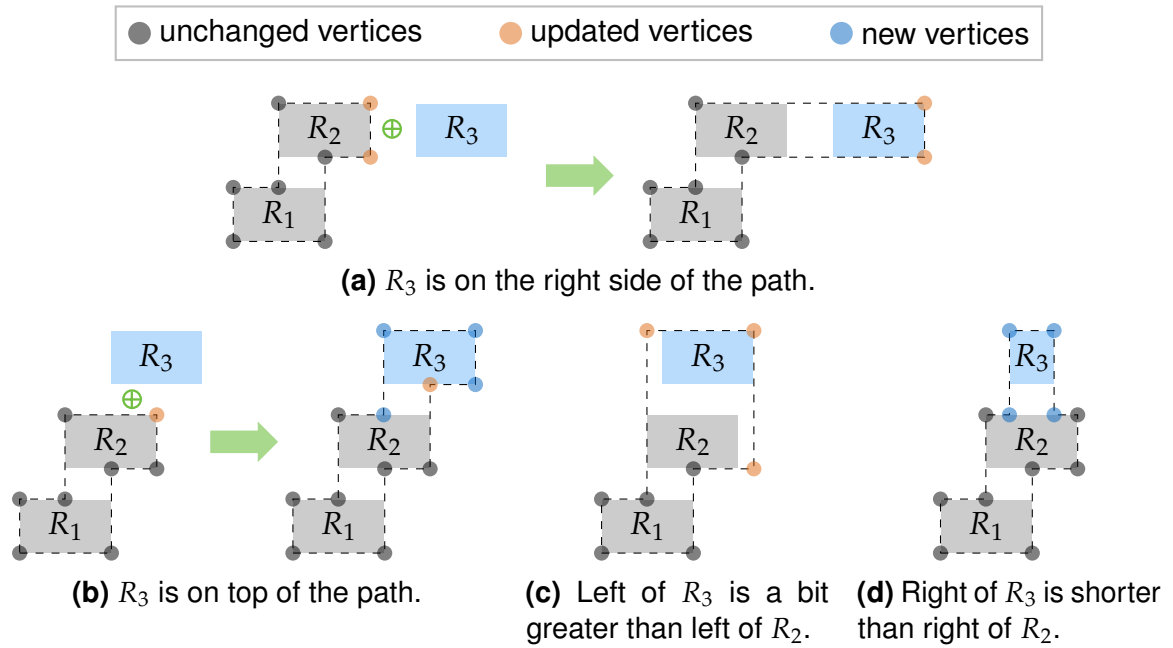 unchanged vertices updated vertices new vertices
R₂ ⊕ R₃ R₂ R₃
R₁ R₁
(a) R₃ is on the right side of the path.
R₃ R₃ R₃ R₃
⊕
R₂ R₂ R₂ R₂
R₁ R₁ R₁ R₁
(b) R₃ is on top of the path.
(c) Left of R₃ is a bit
greater than left of R₂.
(d) Right of R₃ is shorter
than right of R₂.